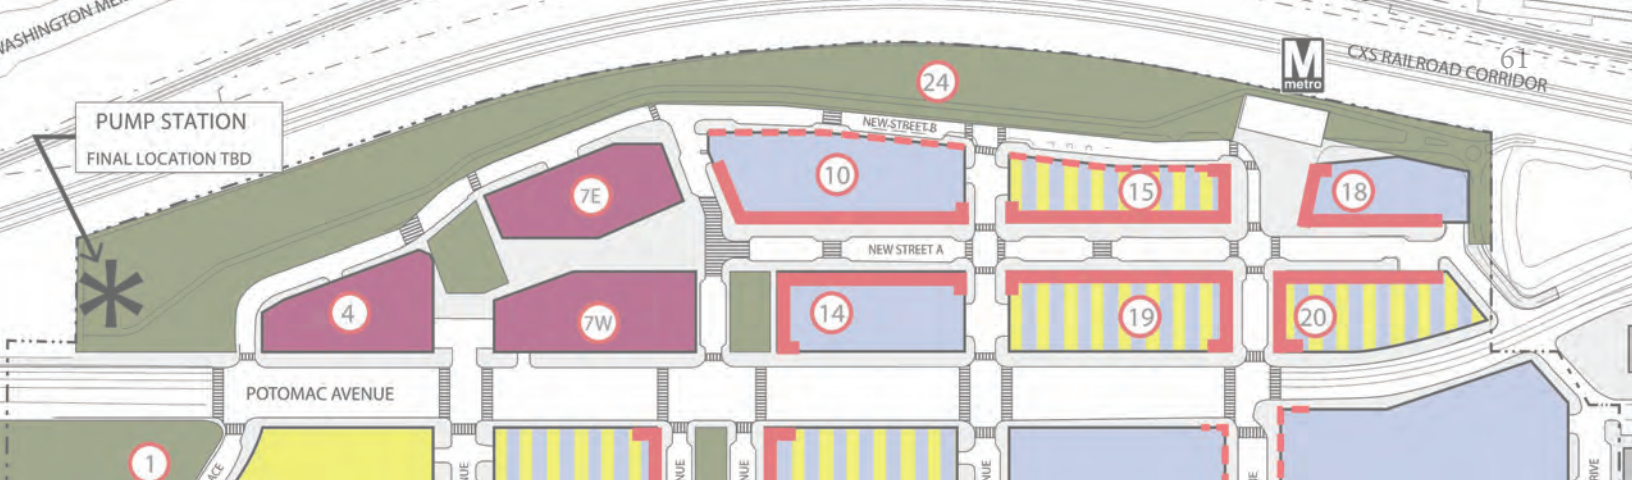 WASHINGTON
61
CXS RAILROAD CORRIDOR
M
metro
24
PUMP STATION
FINAL LOCATION TBD
NEW STREET B
10
15
18
7E
NEW STREET A
4
7W
14
19
20
POTOMAC AVENUE
1